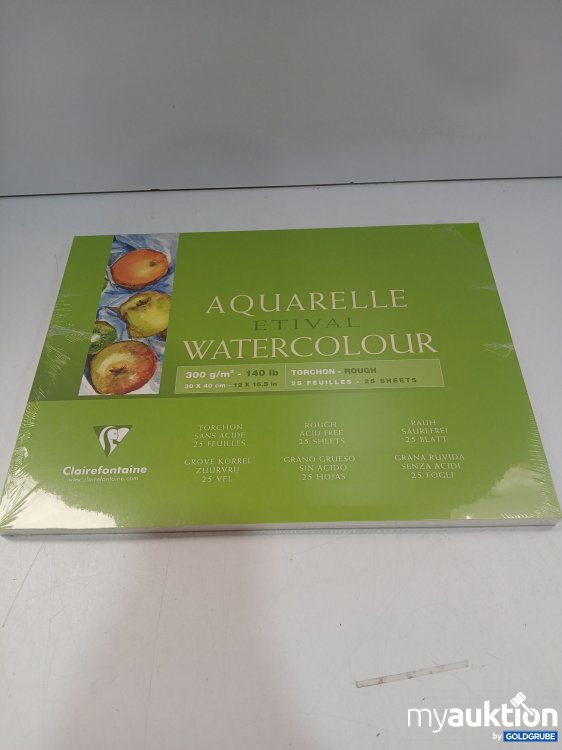 AQUARELLE
ETIVAL
WATERCOLOUR
300 g/m² - 140 lb
30 X 40 cm - 12 X 15.5 in
TORCHON - ROUGH
25 FEUILLES - 25 SHEETS
TORCHON
SANS ACIDE
25 FEUILLES
ROUGH
ACID FREE
25 SHEETS
RAUH
SÄUREFREI
25 BLATT
GROVE KORREL
ZUURVRIJ
25 VEL
GRANO GRUESO
SIN ACIDO
25 HOJAS
GRANA RUVIDA
SENZA ACIDI
25 FOGLI
Clairefontaine
www.clairefontaine.com
myauktion
by GOLDGRUBE